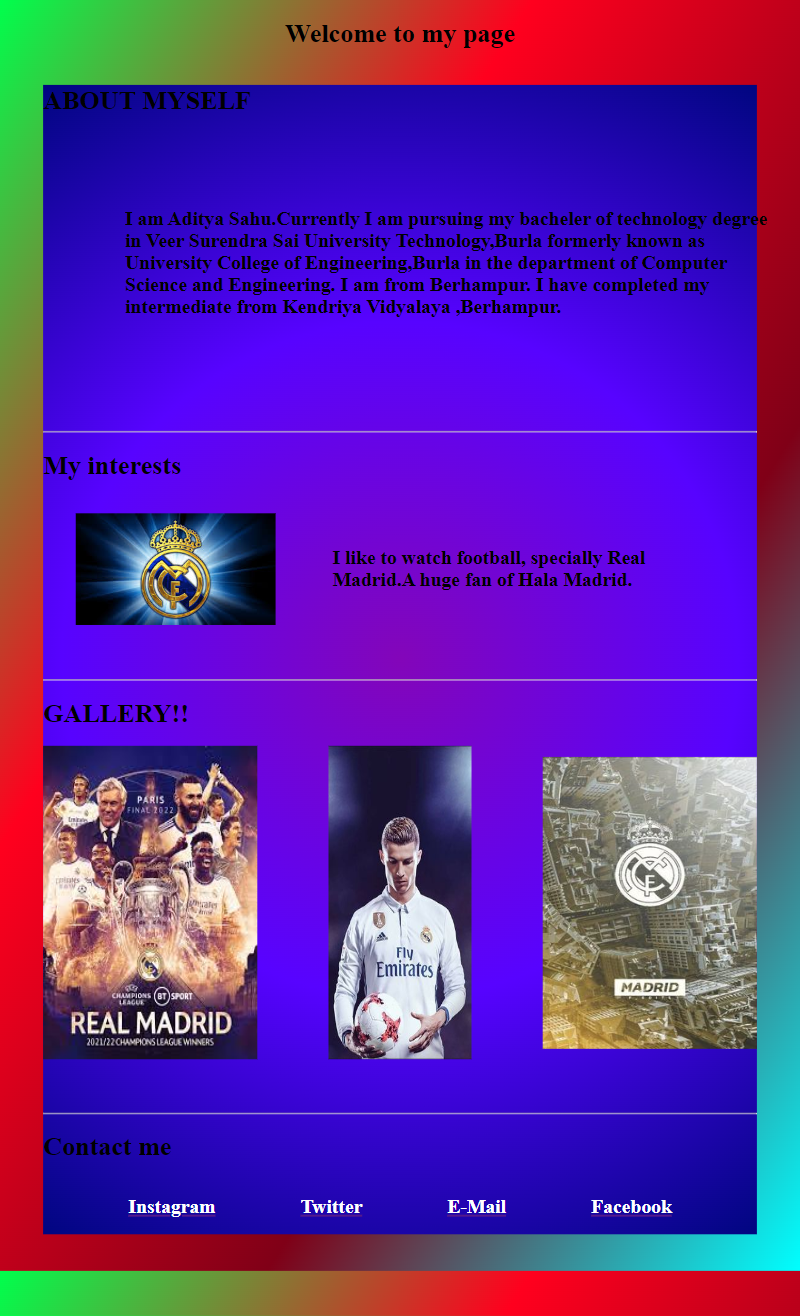 Welcome to my page
ABOUT MYSELF
I am Aditya Sahu.Currently I am pursuing my bacheler of technology degree
in Veer Surendra Sai University Technology,Burla formerly known as
University College of Engineering,Burla in the department of Computer
Science and Engineering. I am from Berhampur. I have completed my
intermediate from Kendriya Vidyalaya ,Berhampur.
My interests
I like to watch football, specially Real
Madrid.A huge fan of Hala Madrid.
GALLERY!!
PARIS
FINAL 2022
CHAMPIONS
LEAGUE
BT SPORT
REAL MADRID
2021/22 CHAMPIONS LEAGUE WINNERS
Fly
Emirates
MADRID
Contact me
Instagram
Twitter
E-Mail
Facebook